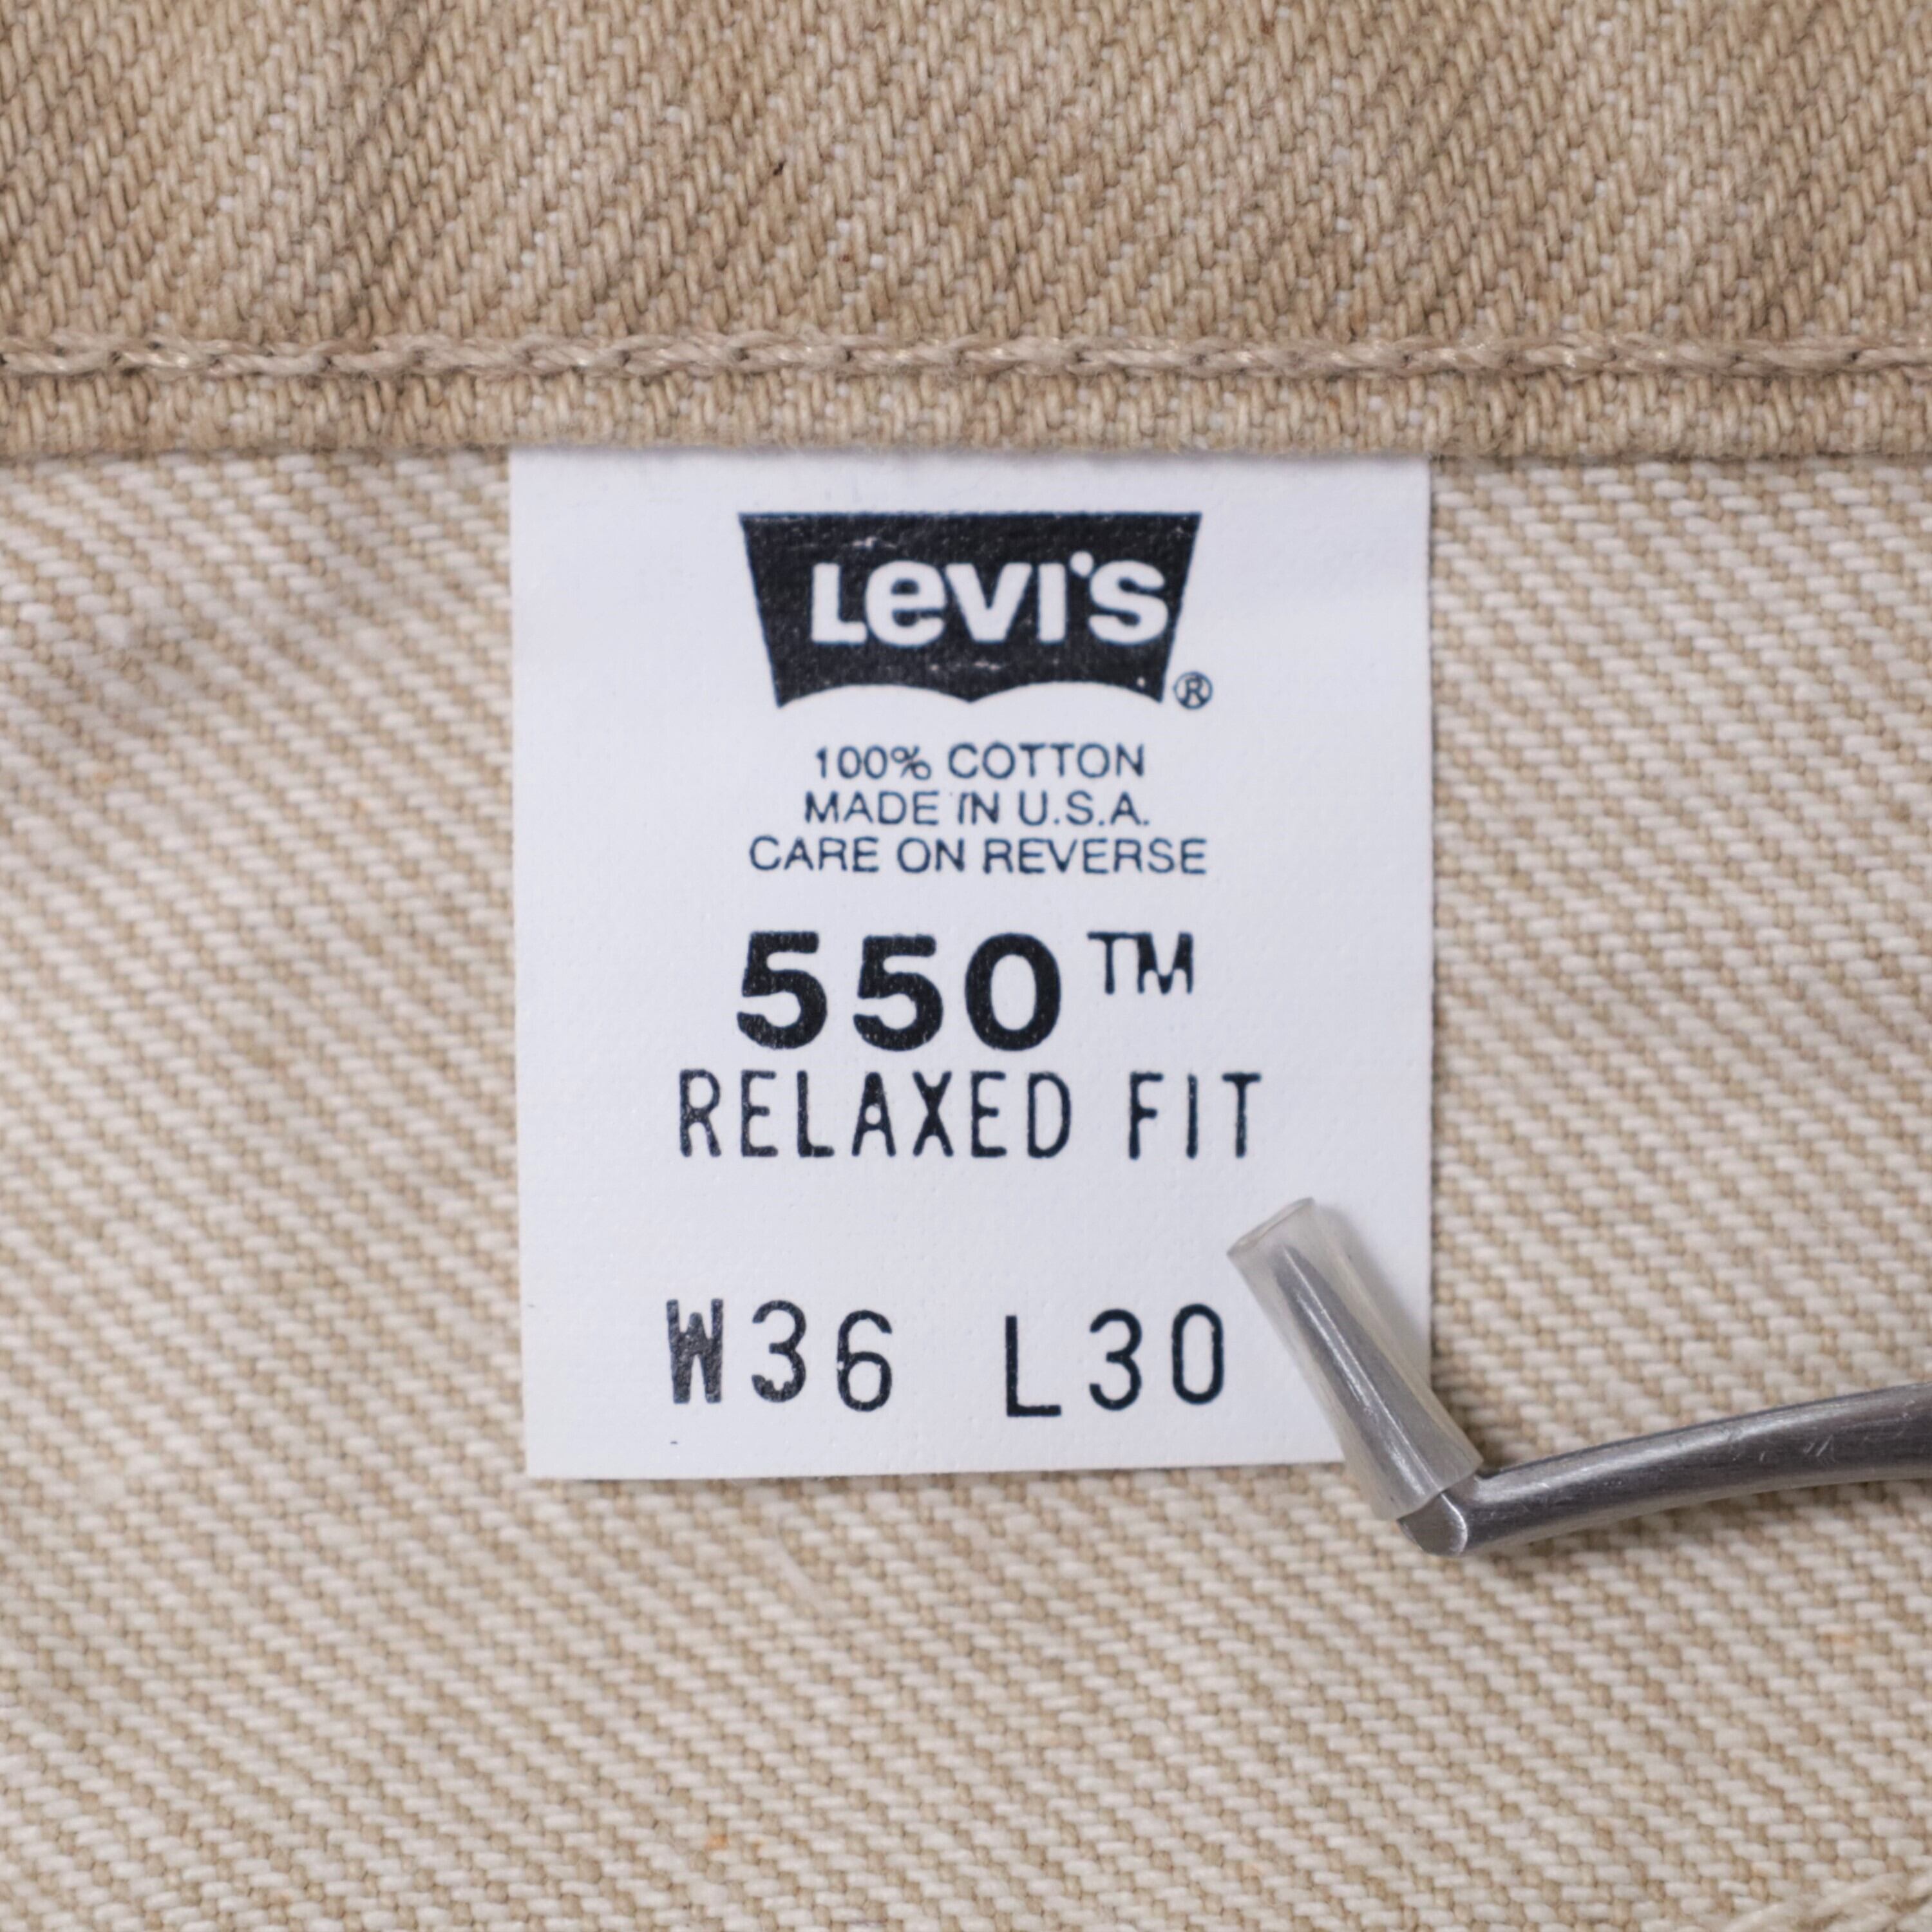 Levi's ®
100% COTTON
MADE IN U.S.A.
CARE ON REVERSE
550™
RELAXED FIT
W36 L30